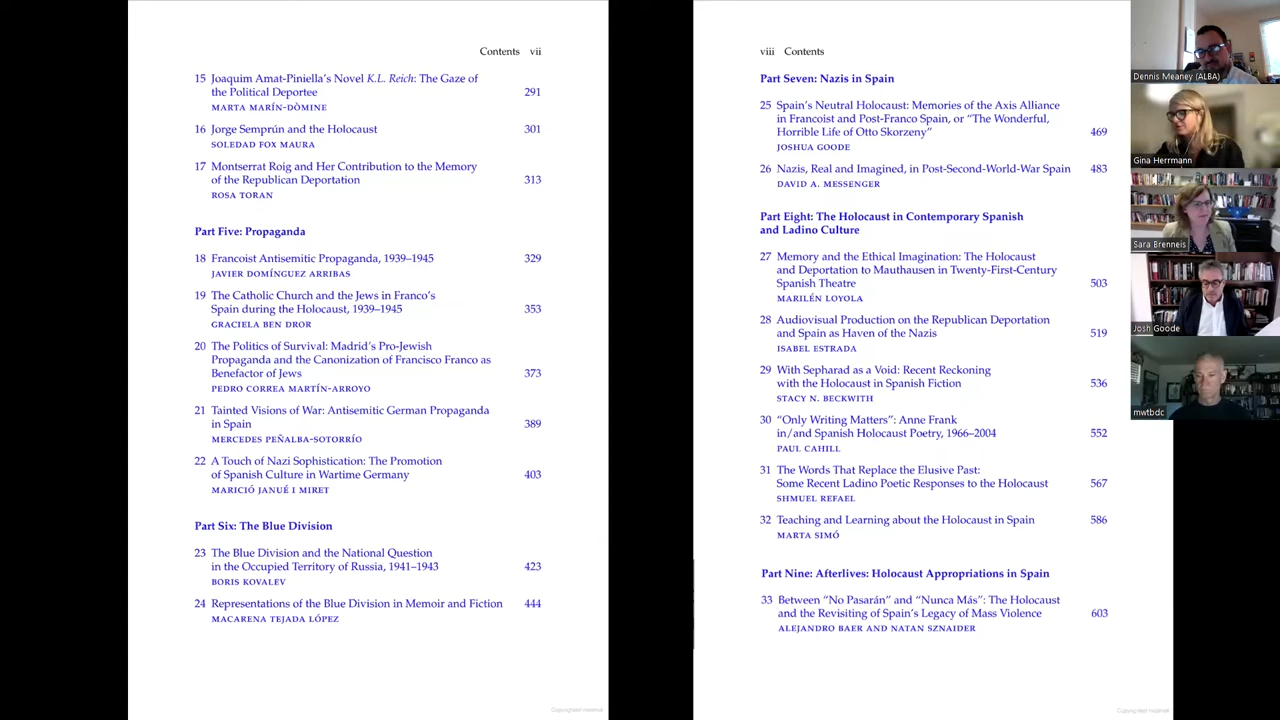 Contents vii
15 Joaquim Amat-Piniella's Novel K.L. Reich: The Gaze of
the Political Deportee 291
MARTA MARÍN-DÒMINE
16 Jorge Semprún and the Holocaust 301
SOLEDAD FOX MAURA
17 Montserrat Roig and Her Contribution to the Memory
of the Republican Deportation 313
ROSA TORAN
Part Five: Propaganda
18 Francoist Antisemitic Propaganda, 1939–1945 329
JAVIER DOMÍNGUEZ ARRIBAS
19 The Catholic Church and the Jews in Franco's
Spain during the Holocaust, 1939–1945 353
GRACIELA BEN DROR
20 The Politics of Survival: Madrid's Pro-Jewish
Propaganda and the Canonization of Francisco Franco as
Benefactor of Jews 373
PEDRO CORREA MARTÍN-ARROYO
21 Tainted Visions of War: Antisemitic German Propaganda
in Spain 389
MERCEDES PEÑALBA-SOTORRÍO
22 A Touch of Nazi Sophistication: The Promotion
of Spanish Culture in Wartime Germany 403
MARICIÓ JANUÉ I MIRET
Part Six: The Blue Division
23 The Blue Division and the National Question
in the Occupied Territory of Russia, 1941–1943 423
BORIS KOVALEV
24 Representations of the Blue Division in Memoir and Fiction 444
MACARENA TEJADA LÓPEZ
Copyrighted material
viii Contents
Part Seven: Nazis in Spain
25 Spain's Neutral Holocaust: Memories of the Axis Alliance
in Francoist and Post-Franco Spain, or "The Wonderful,
Horrible Life of Otto Skorzeny" 469
JOSHUA GOODE
26 Nazis, Real and Imagined, in Post-Second-World-War Spain 483
DAVID A. MESSENGER
Part Eight: The Holocaust in Contemporary Spanish
and Ladino Culture
27 Memory and the Ethical Imagination: The Holocaust
and Deportation to Mauthausen in Twenty-First-Century
Spanish Theatre 503
MARILÉN LOYOLA
28 Audiovisual Production on the Republican Deportation
and Spain as Haven of the Nazis 519
ISABEL ESTRADA
29 With Sepharad as a Void: Recent Reckoning
with the Holocaust in Spanish Fiction 536
STACY N. BECKWITH
30 "Only Writing Matters": Anne Frank
in/and Spanish Holocaust Poetry, 1966–2004 552
PAUL CAHILL
31 The Words That Replace the Elusive Past:
Some Recent Ladino Poetic Responses to the Holocaust 567
SHMUEL REFAEL
32 Teaching and Learning about the Holocaust in Spain 586
MARTA SIMÓ
Part Nine: Afterlives: Holocaust Appropriations in Spain
33 Between "No Pasarán" and "Nunca Más": The Holocaust
and the Revisiting of Spain's Legacy of Mass Violence 603
ALEJANDRO BAER AND NATAN SZNAIDER
Copyrighted material
Dennis Meaney (ALBA)
Gina Herrmann
Sara Brenneis
Josh Goode
mwtbdc